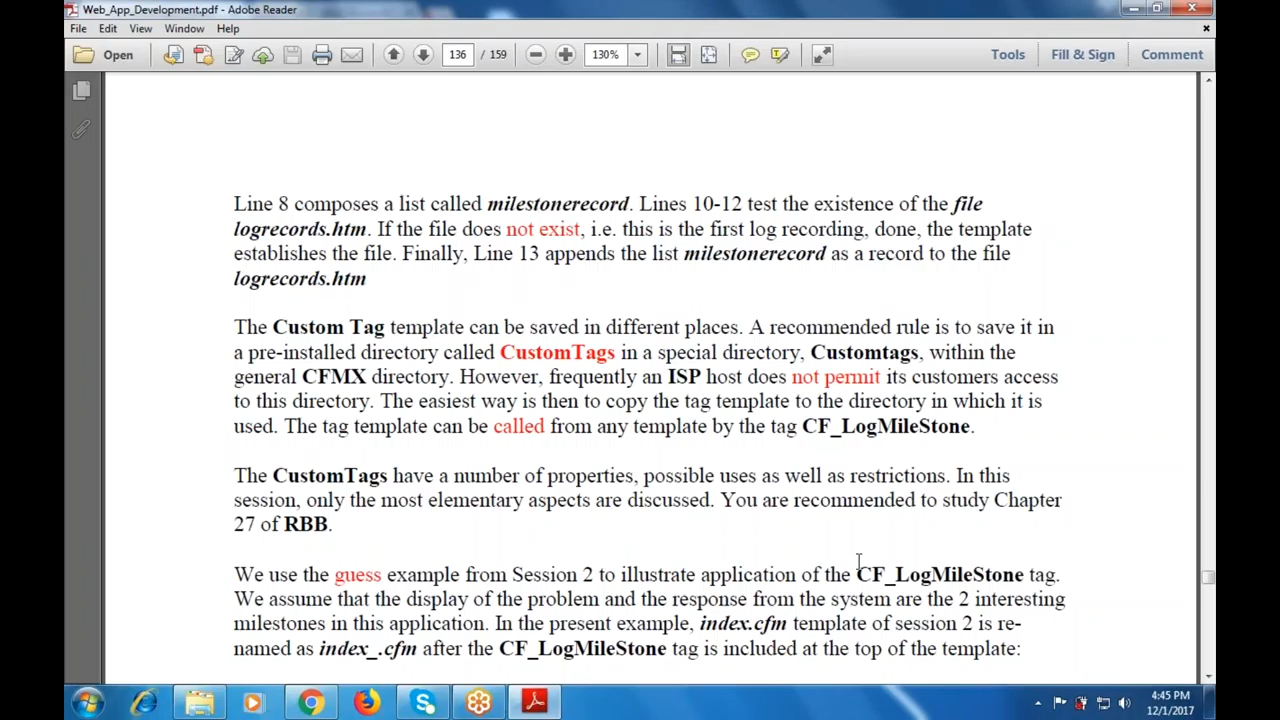 Web_App_Development.pdf - Adobe Reader
File Edit View Window Help
Open 136 / 159 130% Tools Fill & Sign Comment
Line 8 composes a list called milestonerecord. Lines 10-12 test the existence of the file
logrecords.htm. If the file does not exist, i.e. this is the first log recording, done, the template
establishes the file. Finally, Line 13 appends the list milestonerecord as a record to the file
logrecords.htm
The Custom Tag template can be saved in different places. A recommended rule is to save it in
a pre-installed directory called CustomTags in a special directory, Customtags, within the
general CFMX directory. However, frequently an ISP host does not permit its customers access
to this directory. The easiest way is then to copy the tag template to the directory in which it is
used. The tag template can be called from any template by the tag CF_LogMileStone.
The CustomTags have a number of properties, possible uses as well as restrictions. In this
session, only the most elementary aspects are discussed. You are recommended to study Chapter
27 of RBB.
We use the guess example from Session 2 to illustrate application of the CF_LogMileStone tag.
We assume that the display of the problem and the response from the system are the 2 interesting
milestones in this application. In the present example, index.cfm template of session 2 is re-
named as index_.cfm after the CF_LogMileStone tag is included at the top of the template:
4:45 PM
12/1/2017